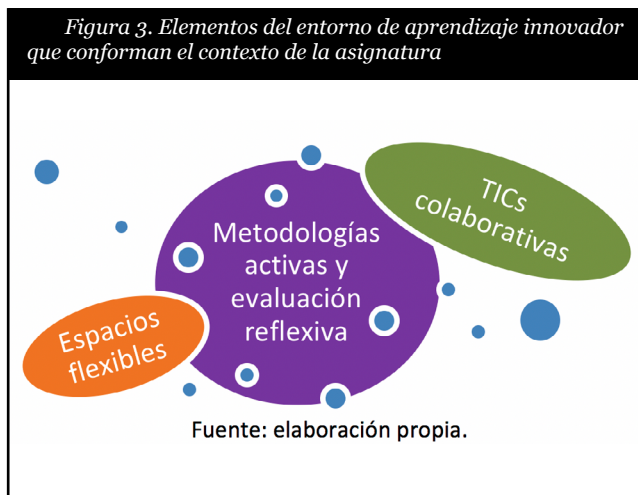 Figura 3. Elementos del entorno de aprendizaje innovador
que conforman el contexto de la asignatura
TICs
colaborativas
Metodologías
activas y
evaluación
reflexiva
Espacios
flexibles
Fuente: elaboración propia.